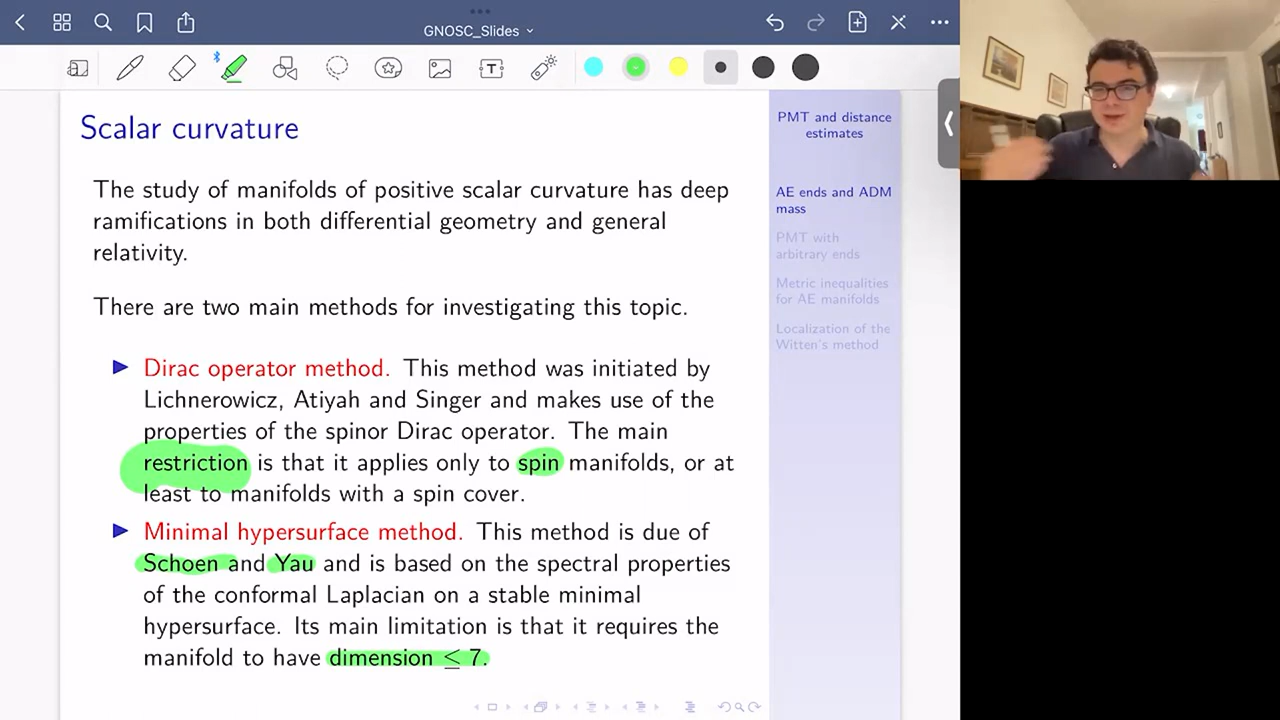 GNOSC_Slides
Scalar curvature
The study of manifolds of positive scalar curvature has deep
ramifications in both differential geometry and general
relativity.
There are two main methods for investigating this topic.
Dirac operator method. This method was initiated by
Lichnerowicz, Atiyah and Singer and makes use of the
properties of the spinor Dirac operator. The main
restriction is that it applies only to spin manifolds, or at
least to manifolds with a spin cover.
Minimal hypersurface method. This method is due of
Schoen and Yau and is based on the spectral properties
of the conformal Laplacian on a stable minimal
hypersurface. Its main limitation is that it requires the
manifold to have dimension ≤ 7.
PMT and distance
estimates
AE ends and ADM
mass
PMT with
arbitrary ends
Metric inequalities
for AE manifolds
Localization of the
Witten's method